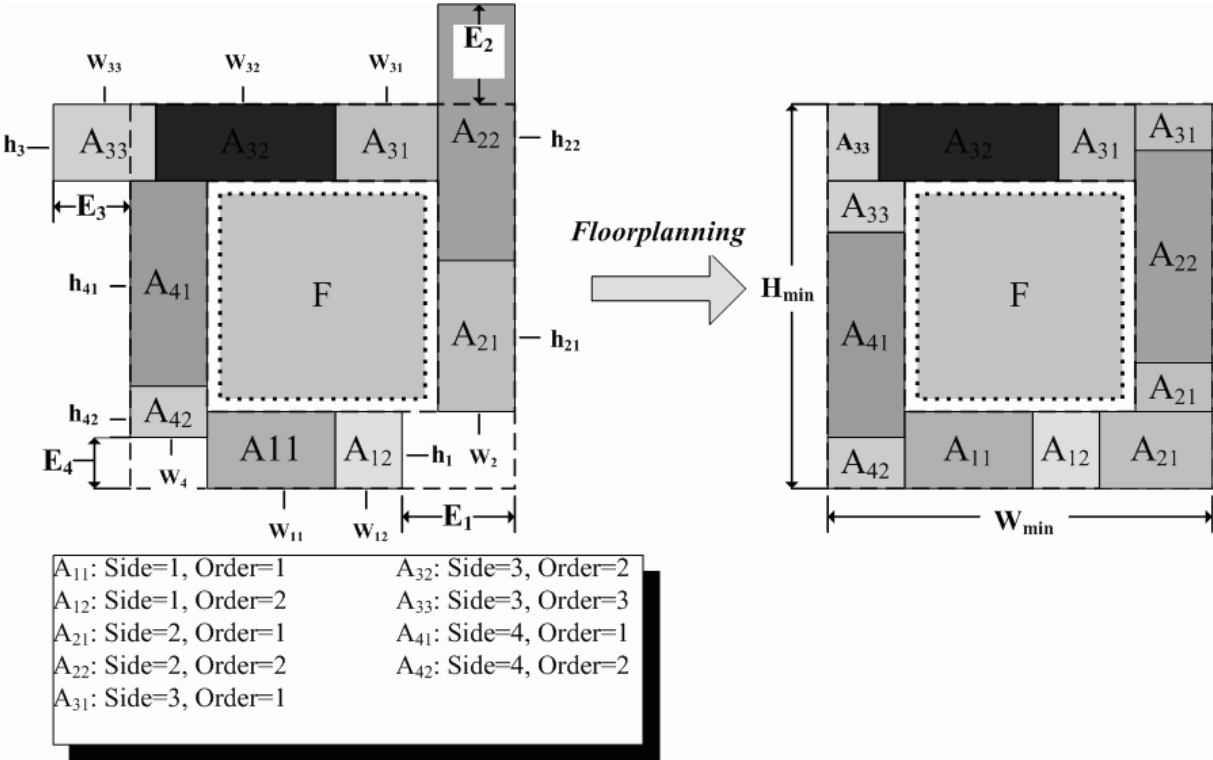 E₂
W₃₃ W₃₂ W₃₁
h₃ A₃₃ A₃₂ A₃₁ A₂₂ h₂₂
E₃
h₄₁ A₄₁ F
A₂₁ h₂₁
h₄₂ A₄₂
E₄ W₄ A11 A₁₂ h₁ W₂
W₁₁ W₁₂ E₁
Floorplanning
A₃₃ A₃₂ A₃₁ A₃₁
A₃₃
H_min F A₂₂
A₄₁
A₂₁
A₄₂ A₁₁ A₁₂ A₂₁
W_min
A₁₁: Side=1, Order=1
A₁₂: Side=1, Order=2
A₂₁: Side=2, Order=1
A₂₂: Side=2, Order=2
A₃₁: Side=3, Order=1
A₃₂: Side=3, Order=2
A₃₃: Side=3, Order=3
A₄₁: Side=4, Order=1
A₄₂: Side=4, Order=2